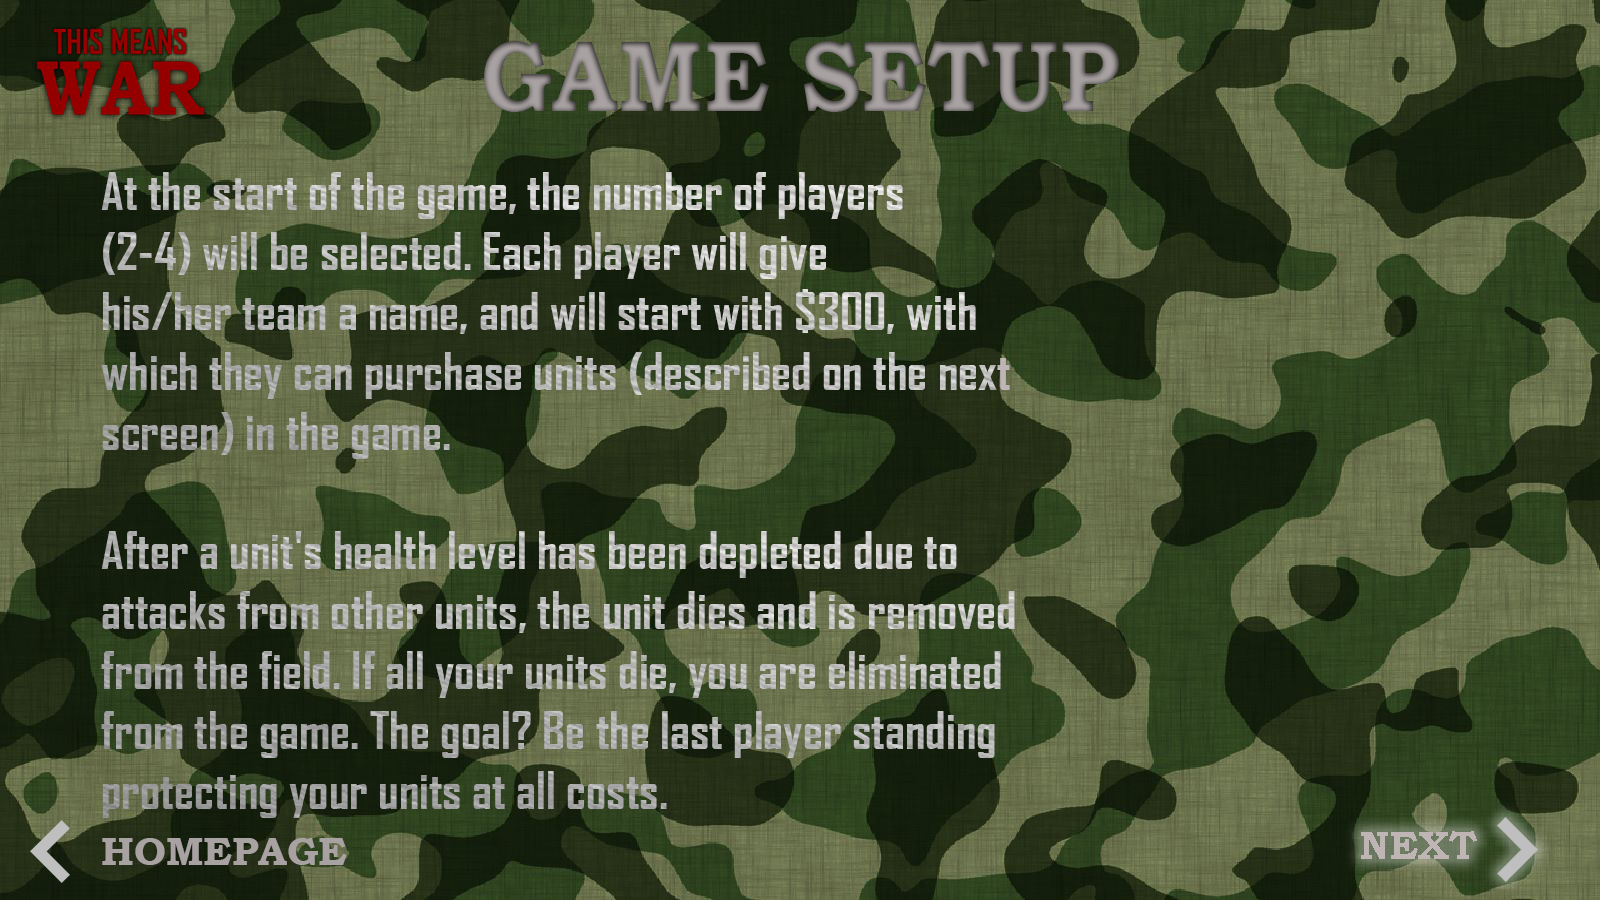 THIS MEANS
WAR
GAME SETUP
At the start of the game, the number of players
(2-4) will be selected. Each player will give
his/her team a name, and will start with $300, with
which they can purchase units (described on the next
screen) in the game.
After a unit's health level has been depleted due to
attacks from other units, the unit dies and is removed
from the field. If all your units die, you are eliminated
from the game. The goal? Be the last player standing
protecting your units at all costs.
HOMEPAGE
NEXT